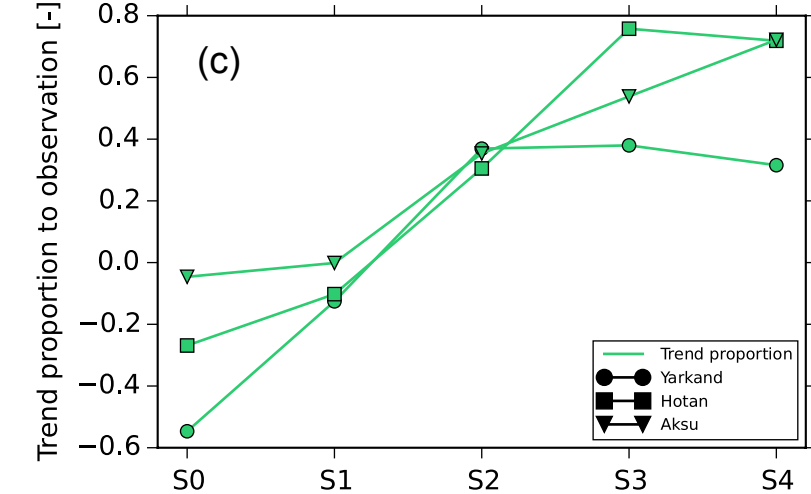 Trend proportion to observation [-]
0.8
0.6
0.4
0.2
0.0
−0.2
−0.4
−0.6
(c)
Trend proportion
Yarkand
Hotan
Aksu
S0 S1 S2 S3 S4